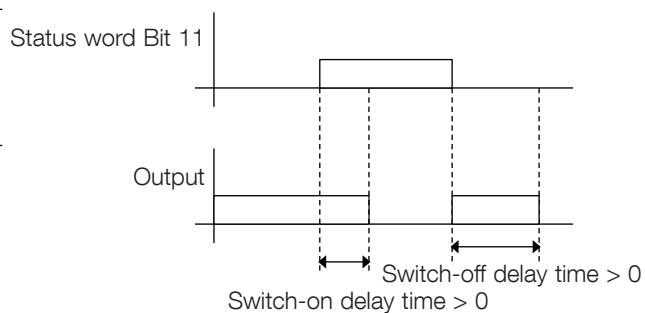 Status word Bit 11
Output
Switch-off delay time > 0
Switch-on delay time > 0